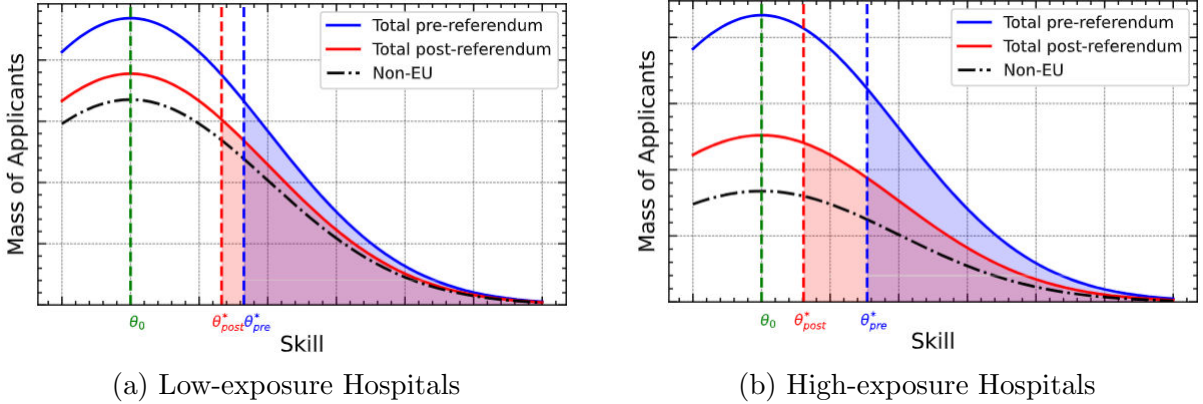 Total pre-referendum
Total post-referendum
Non-EU
Mass of Applicants
θ₀ θ*post θ*pre
Skill
(a) Low-exposure Hospitals
Total pre-referendum
Total post-referendum
Non-EU
Mass of Applicants
θ₀ θ*post θ*pre
Skill
(b) High-exposure Hospitals